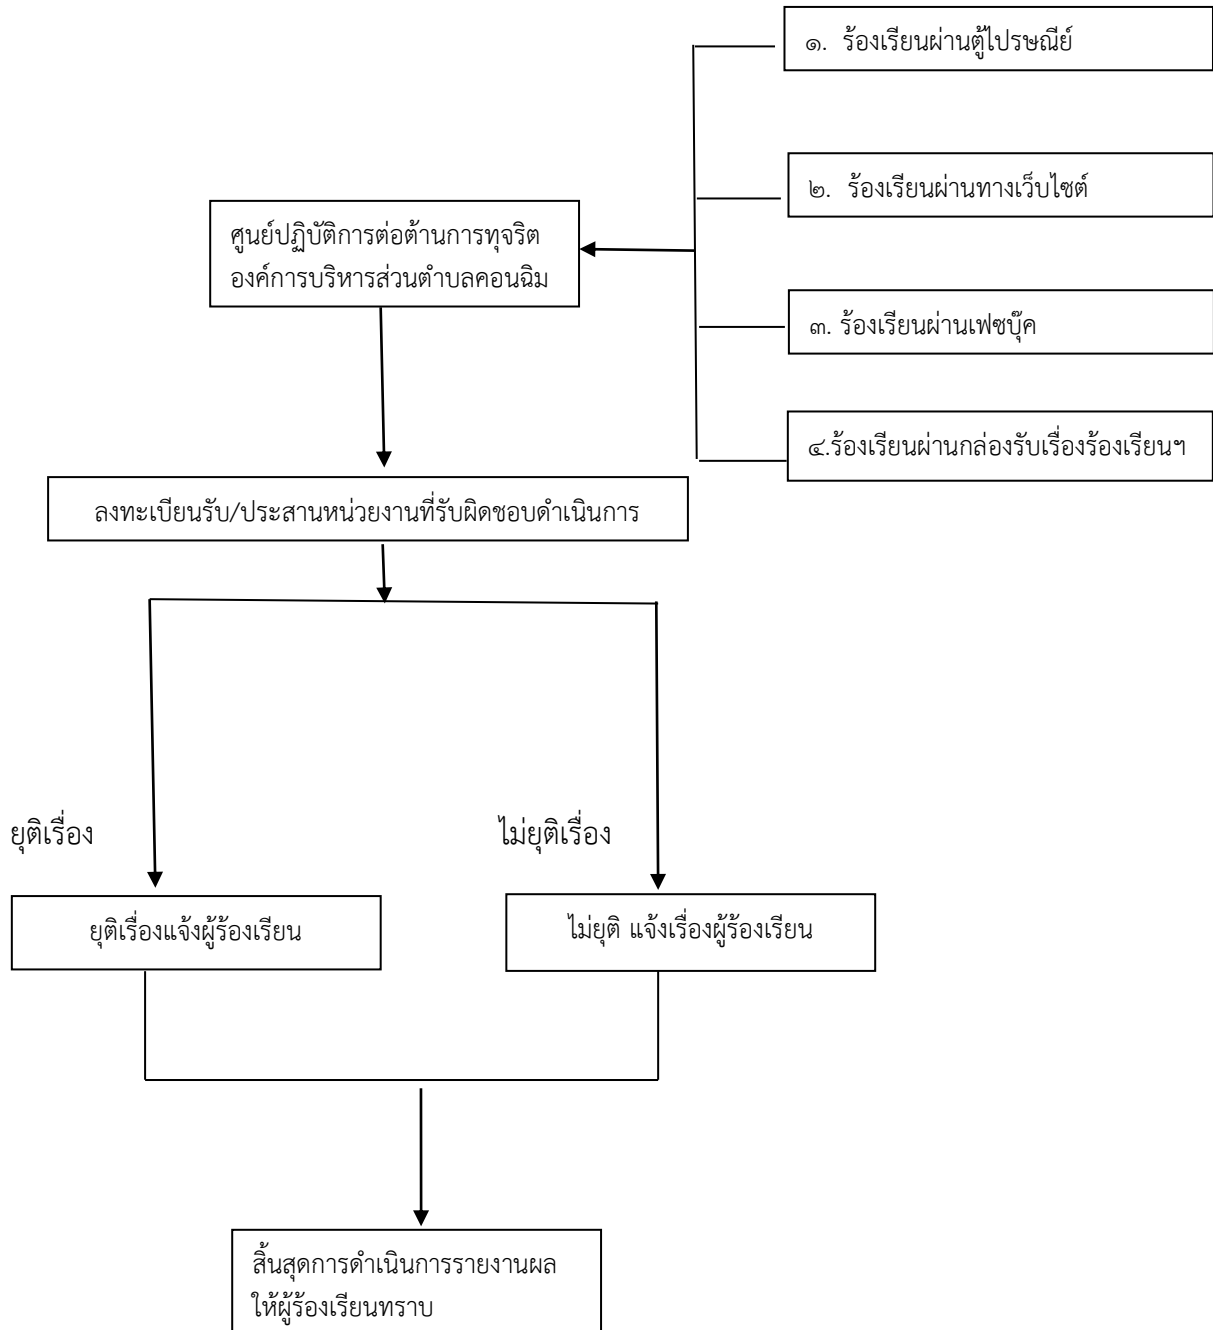 ๑. ร้องเรียนผ่านตู้ไปรษณีย์
๒. ร้องเรียนผ่านทางเว็บไซต์
ศูนย์ปฏิบัติการต่อต้านการทุจริต
องค์การบริหารส่วนตำบลคอนฉิม
๓. ร้องเรียนผ่านเฟซบุ๊ค
๔.ร้องเรียนผ่านกล่องรับเรื่องร้องเรียนฯ
ลงทะเบียนรับ/ประสานหน่วยงานที่รับผิดชอบดำเนินการ
ยุติเรื่อง
ไม่ยุติเรื่อง
ยุติเรื่องแจ้งผู้ร้องเรียน
ไม่ยุติ แจ้งเรื่องผู้ร้องเรียน
สิ้นสุดการดำเนินการรายงานผล
ให้ผู้ร้องเรียนทราบ